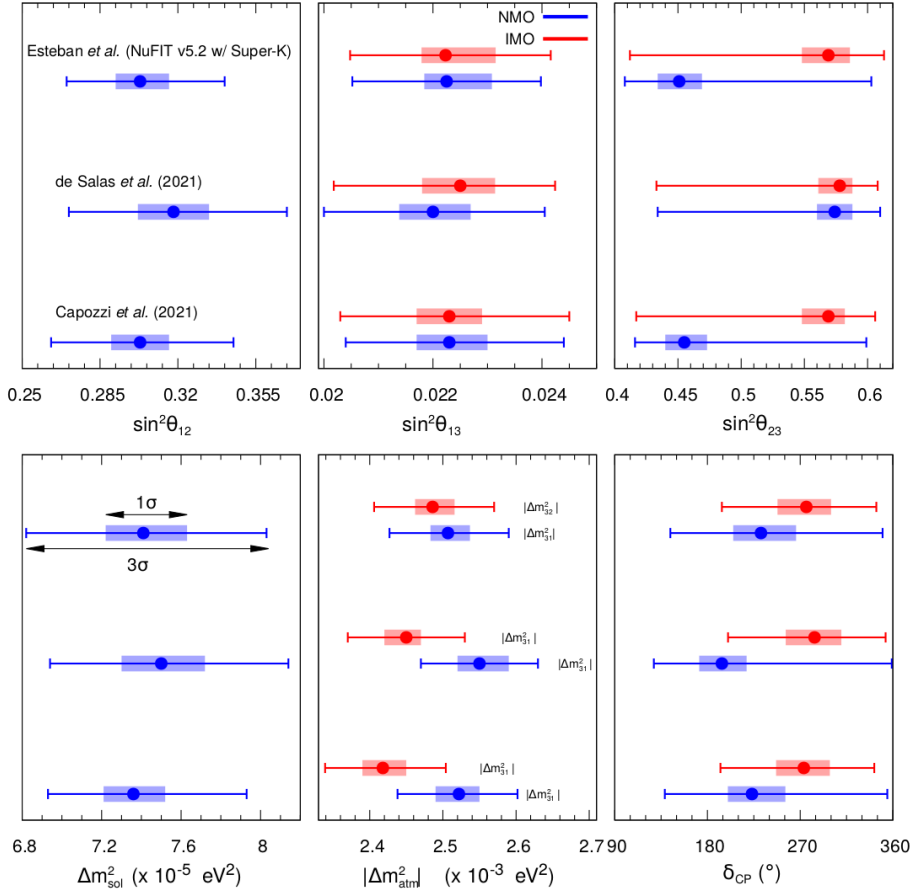 NMO
IMO
Esteban et al. (NuFIT v5.2 w/ Super-K)
de Salas et al. (2021)
Capozzi et al. (2021)
0.25 0.285 0.32 0.355
sin²θ₁₂
0.02 0.022 0.024
sin²θ₁₃
0.4 0.45 0.5 0.55 0.6
sin²θ₂₃
1σ
3σ
|Δm²₃₂|
|Δm²₃₁|
|Δm²₃₁|
|Δm²₃₁|
|Δm²₃₁|
|Δm²₃₁|
6.8 7.2 7.6 8
Δm²sol (x 10⁻⁵ eV²)
2.4 2.5 2.6 2.7
|Δm²atm| (x 10⁻³ eV²)
90 180 270 360
δCP (°)